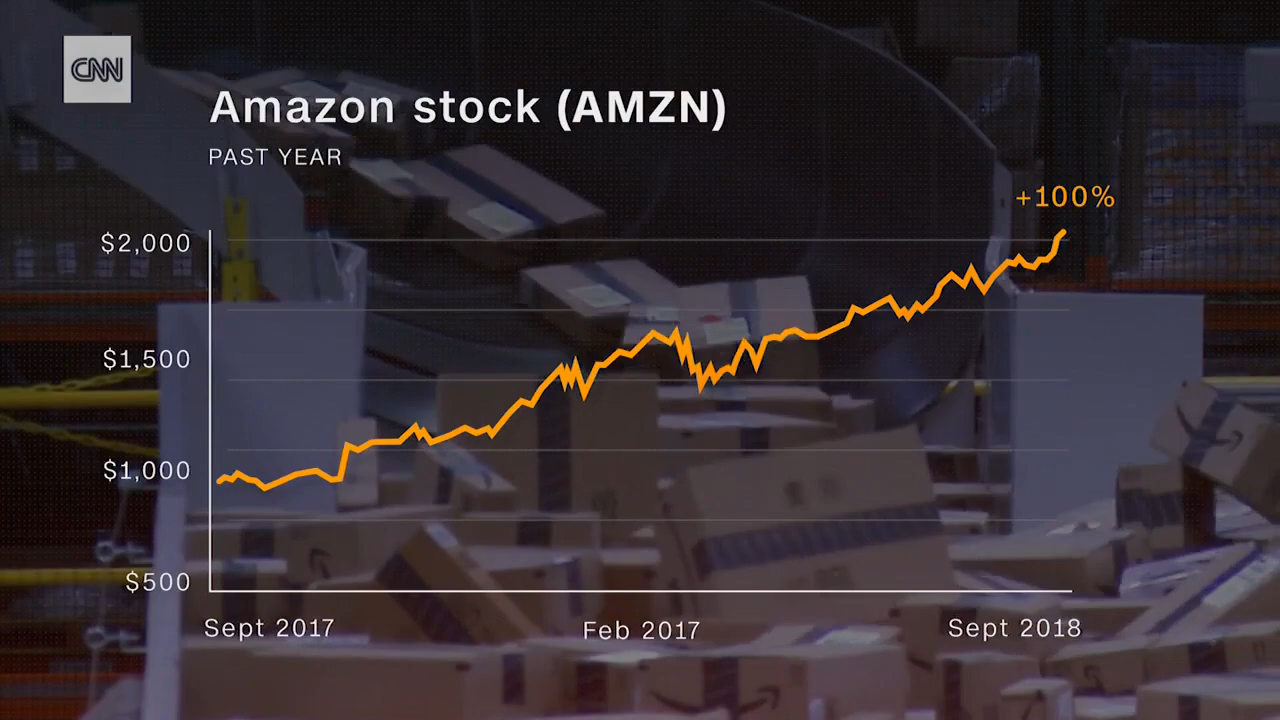 CNN
Amazon stock (AMZN)
PAST YEAR
+100%
$2,000
$1,500
$1,000
$500
Sept 2017
Feb 2017
Sept 2018